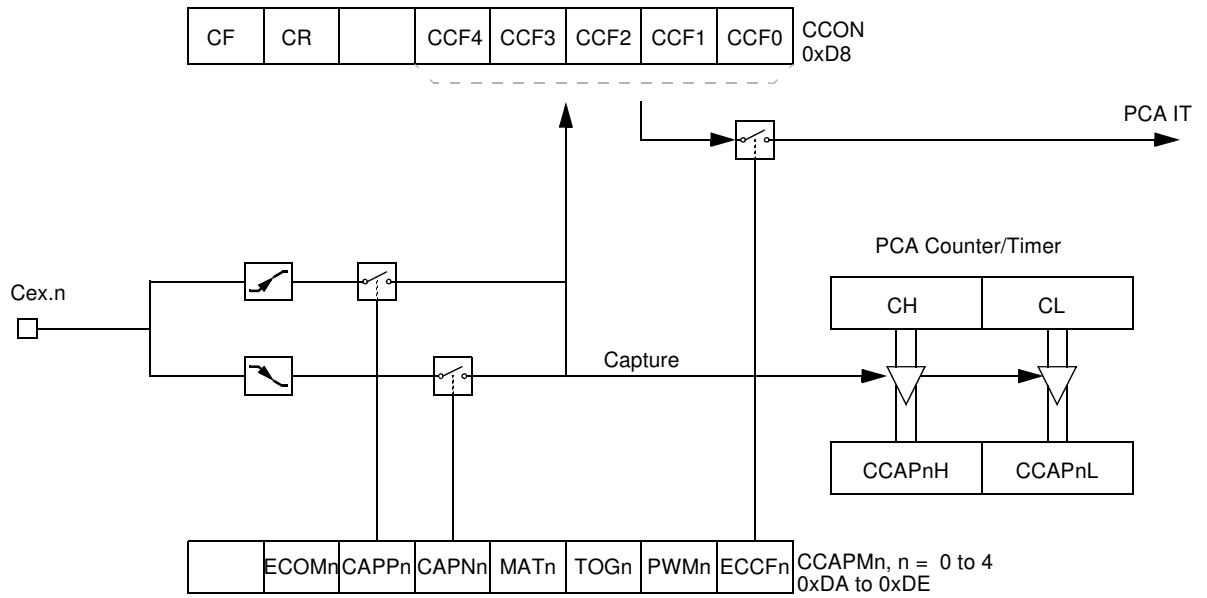 CF CR CCF4 CCF3 CCF2 CCF1 CCF0
CCON
0xD8
PCA IT
PCA Counter/Timer
Cex.n
CH CL
Capture
CCAPnH CCAPnL
ECOMn CAPPn CAPNn MATn TOGn PWMn ECCFn
CCAPMn, n = 0 to 4
0xDA to 0xDE